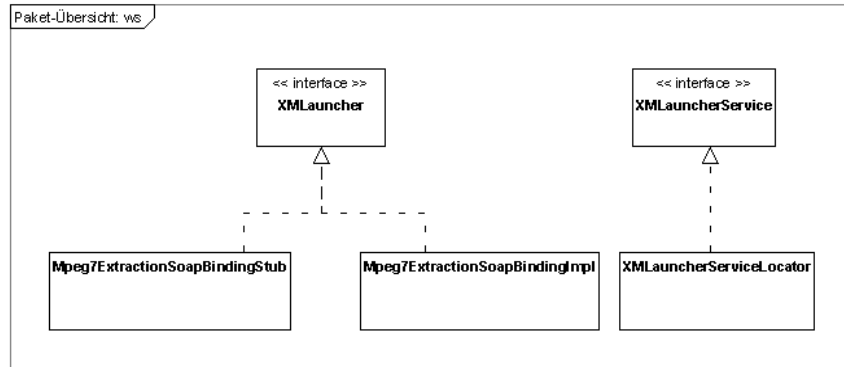 Paket-Übersicht: ws
<< interface >>
XMLauncher
<< interface >>
XMLauncherService
Mpeg7ExtractionSoapBindingStub
Mpeg7ExtractionSoapBindingImpl
XMLauncherServiceLocator